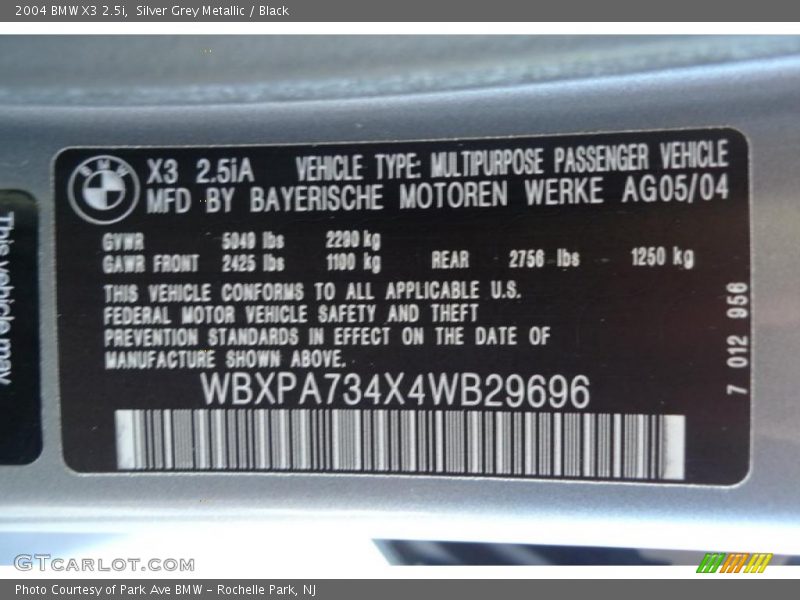 2004 BMW X3 2.5i,  Silver Grey Metallic / Black
BMW
X3 2.5iA VEHICLE TYPE: MULTIPURPOSE PASSENGER VEHICLE
MFD BY BAYERISCHE MOTOREN WERKE AG05/04
GVWR 5049 lbs 2290 kg
GAWR FRONT 2425 lbs 1100 kg REAR 2756 lbs 1250 kg
THIS VEHICLE CONFORMS TO ALL APPLICABLE U.S.
FEDERAL MOTOR VEHICLE SAFETY AND THEFT
PREVENTION STANDARDS IN EFFECT ON THE DATE OF
MANUFACTURE SHOWN ABOVE.
WBXPA734X4WB29696
7 012 956
This vehicle may
GTCARLOT.COM
Photo Courtesy of Park Ave BMW - Rochelle Park, NJ